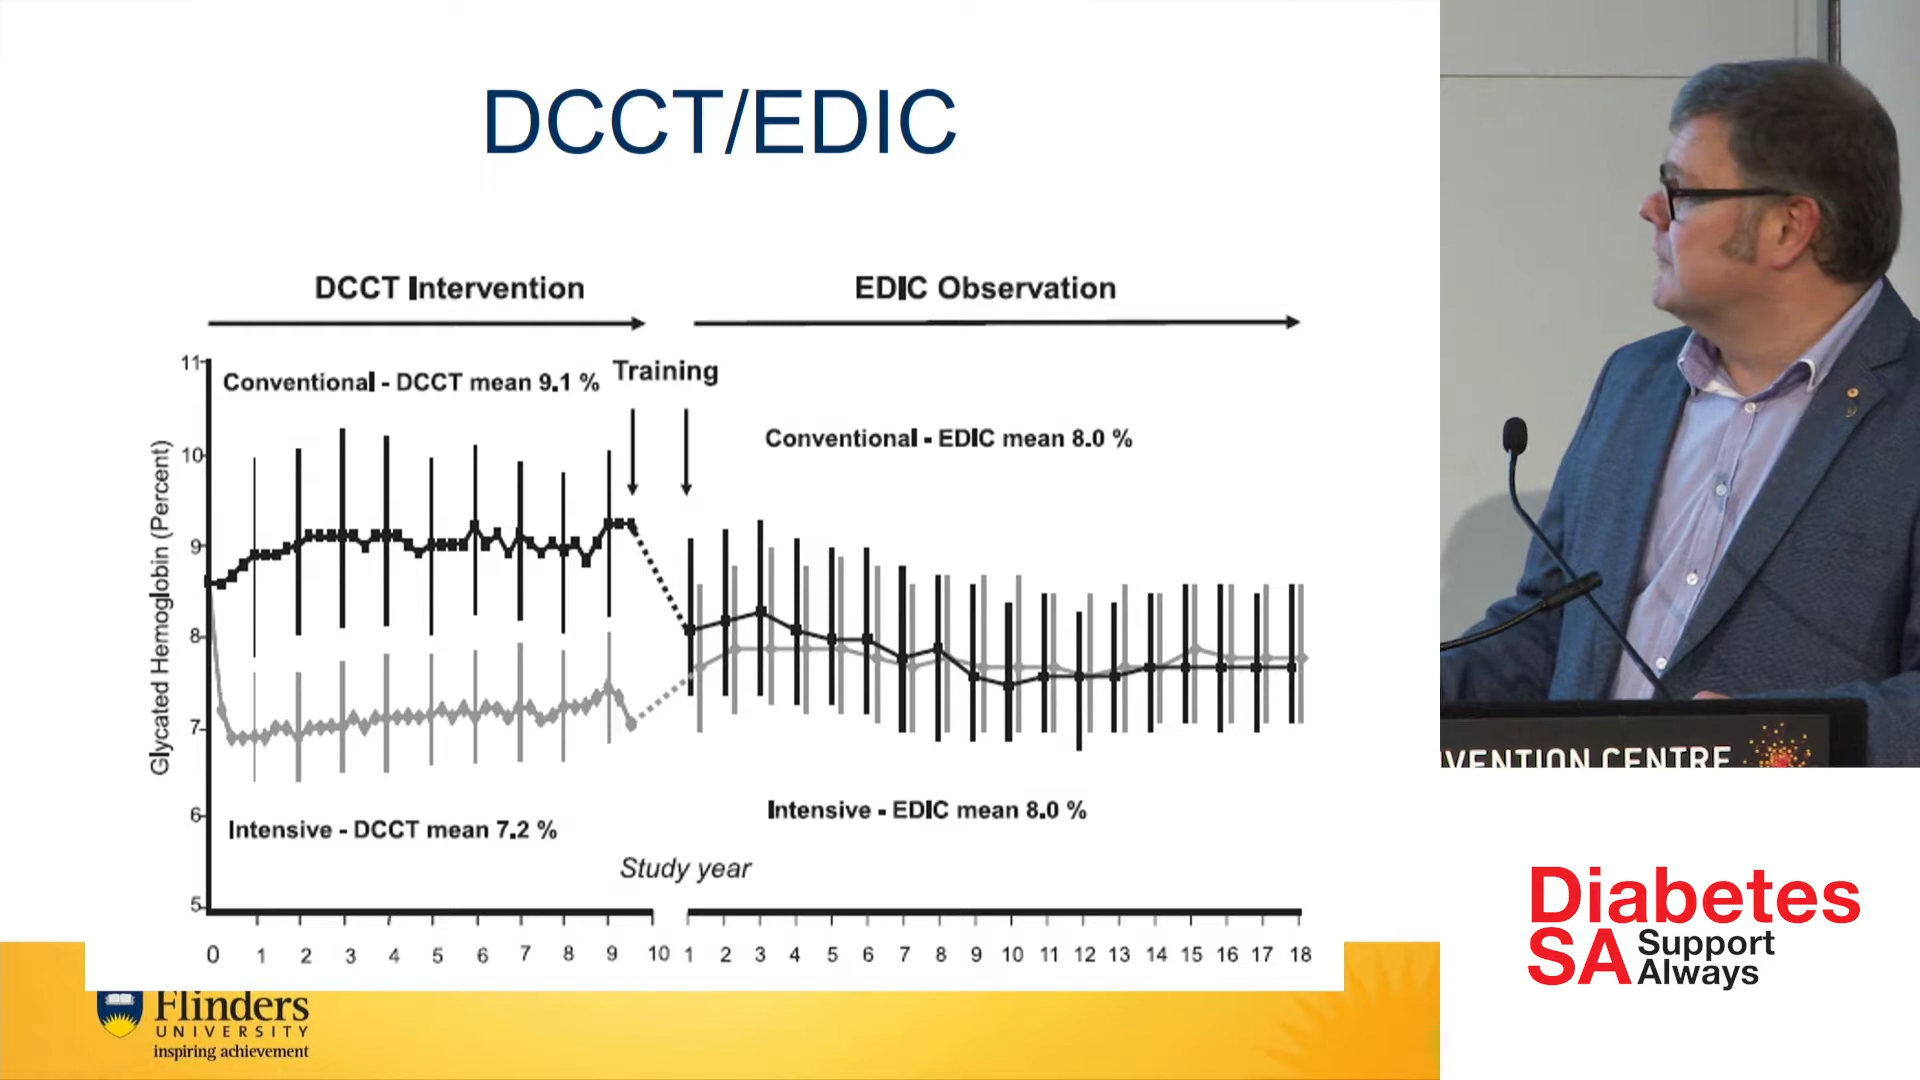 DCCT/EDIC
DCCT Intervention
EDIC Observation
Conventional - DCCT mean 9.1 %
Training
Conventional - EDIC mean 8.0 %
Glycated Hemoglobin (Percent)
11
10
9
8
7
6
5
Intensive - DCCT mean 7.2 %
Intensive - EDIC mean 8.0 %
Study year
0 1 2 3 4 5 6 7 8 9 10 1 2 3 4 5 6 7 8 9 10 11 12 13 14 15 16 17 18
Flinders
UNIVERSITY
inspiring achievement
VENTION CENTRE
Diabetes
SA Support
Always